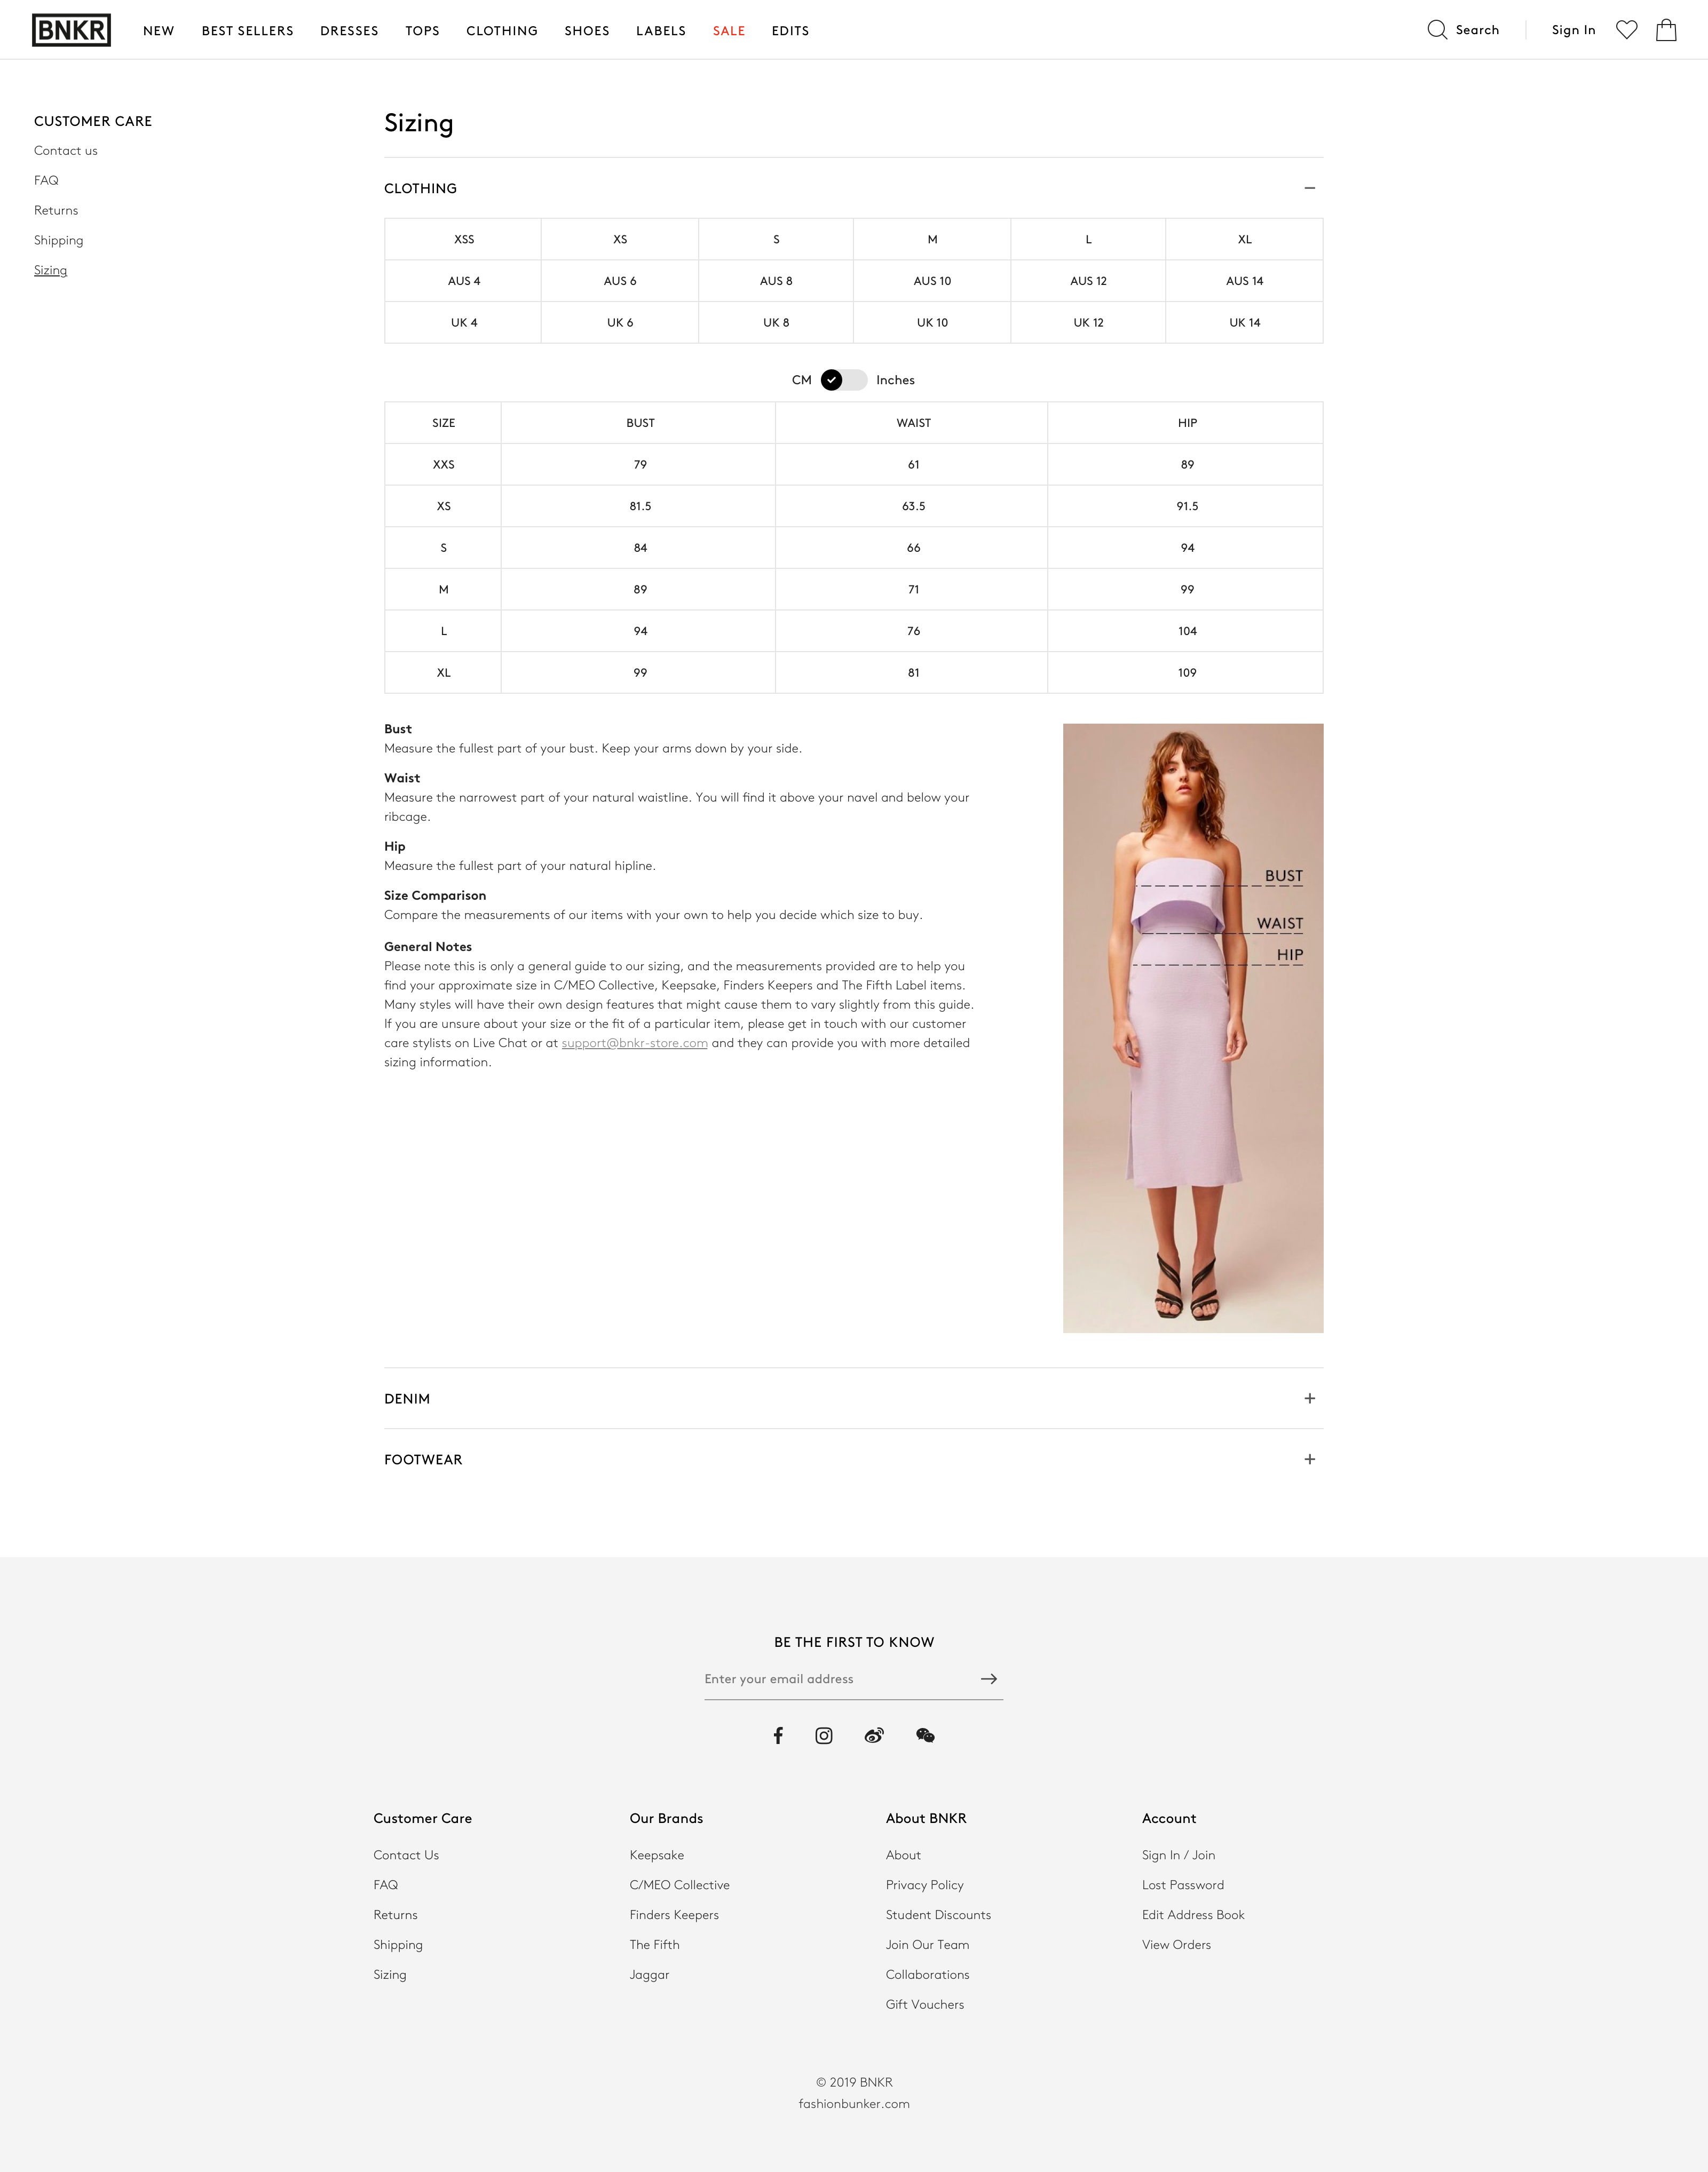 BNKR NEW BEST SELLERS DRESSES TOPS CLOTHING SHOES LABELS SALE EDITS Search Sign In
CUSTOMER CARE
Contact us
FAQ
Returns
Shipping
Sizing
Sizing
CLOTHING
XSS XS S M L XL
AUS 4 AUS 6 AUS 8 AUS 10 AUS 12 AUS 14
UK 4 UK 6 UK 8 UK 10 UK 12 UK 14
CM Inches
SIZE BUST WAIST HIP
XXS 79 61 89
XS 81.5 63.5 91.5
S 84 66 94
M 89 71 99
L 94 76 104
XL 99 81 109
Bust
Measure the fullest part of your bust. Keep your arms down by your side.
Waist
Measure the narrowest part of your natural waistline. You will find it above your navel and below your
ribcage.
Hip
Measure the fullest part of your natural hipline.
Size Comparison
Compare the measurements of our items with your own to help you decide which size to buy.
General Notes
Please note this is only a general guide to our sizing, and the measurements provided are to help you
find your approximate size in C/MEO Collective, Keepsake, Finders Keepers and The Fifth Label items.
Many styles will have their own design features that might cause them to vary slightly from this guide.
If you are unsure about your size or the fit of a particular item, please get in touch with our customer
care stylists on Live Chat or at support@bnkr-store.com and they can provide you with more detailed
sizing information.
BUST
WAIST
HIP
DENIM
FOOTWEAR
BE THE FIRST TO KNOW
Enter your email address
Customer Care
Contact Us
FAQ
Returns
Shipping
Sizing
Our Brands
Keepsake
C/MEO Collective
Finders Keepers
The Fifth
Jaggar
About BNKR
About
Privacy Policy
Student Discounts
Join Our Team
Collaborations
Gift Vouchers
Account
Sign In / Join
Lost Password
Edit Address Book
View Orders
© 2019 BNKR
fashionbunker.com